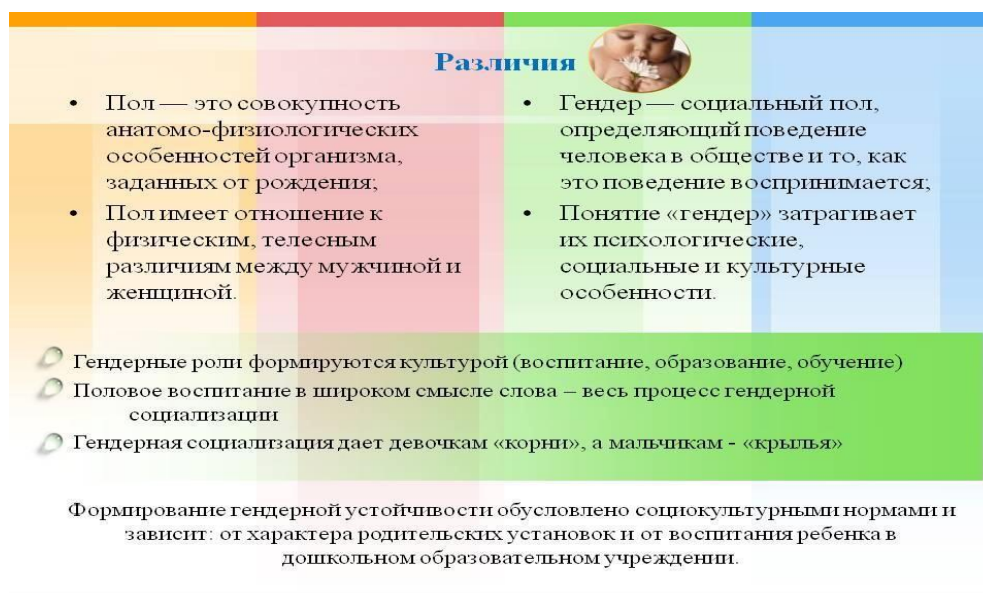 Различия
• Пол — это совокупность
анатомо-физиологических
особенностей организма,
заданных от рождения;
• Пол имеет отношение к
физическим, телесным
различиям между мужчиной и
женщиной.
• Гендер — социальный пол,
определяющий поведение
человека в обществе и то, как
это поведение воспринимается;
• Понятие «гендер» затрагивает
их психологические,
социальные и культурные
особенности.
Гендерные роли формируются культурой (воспитание, образование, обучение)
Половое воспитание в широком смысле слова – весь процесс гендерной
социализации
Гендерная социализация дает девочкам «корни», а мальчикам - «крылья»
Формирование гендерной устойчивости обусловлено социокультурными нормами и
зависит: от характера родительских установок и от воспитания ребенка в
дошкольном образовательном учреждении.